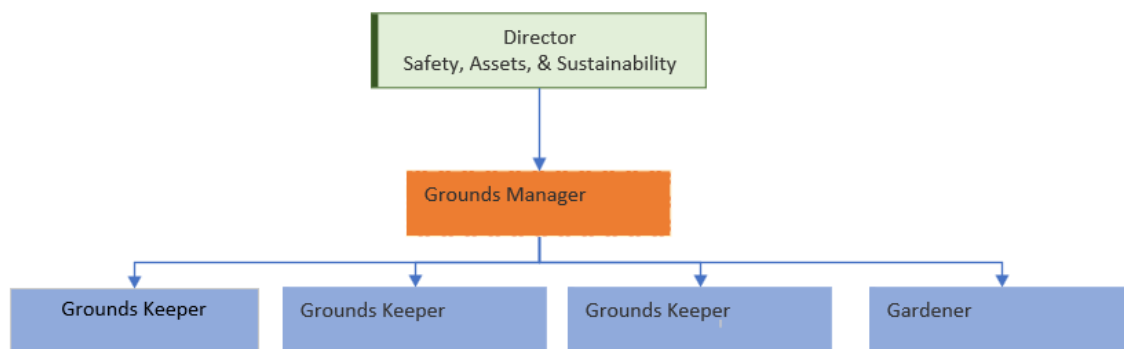 Director
Safety, Assets, & Sustainability
Grounds Manager
Grounds Keeper
Grounds Keeper
Grounds Keeper
Gardener